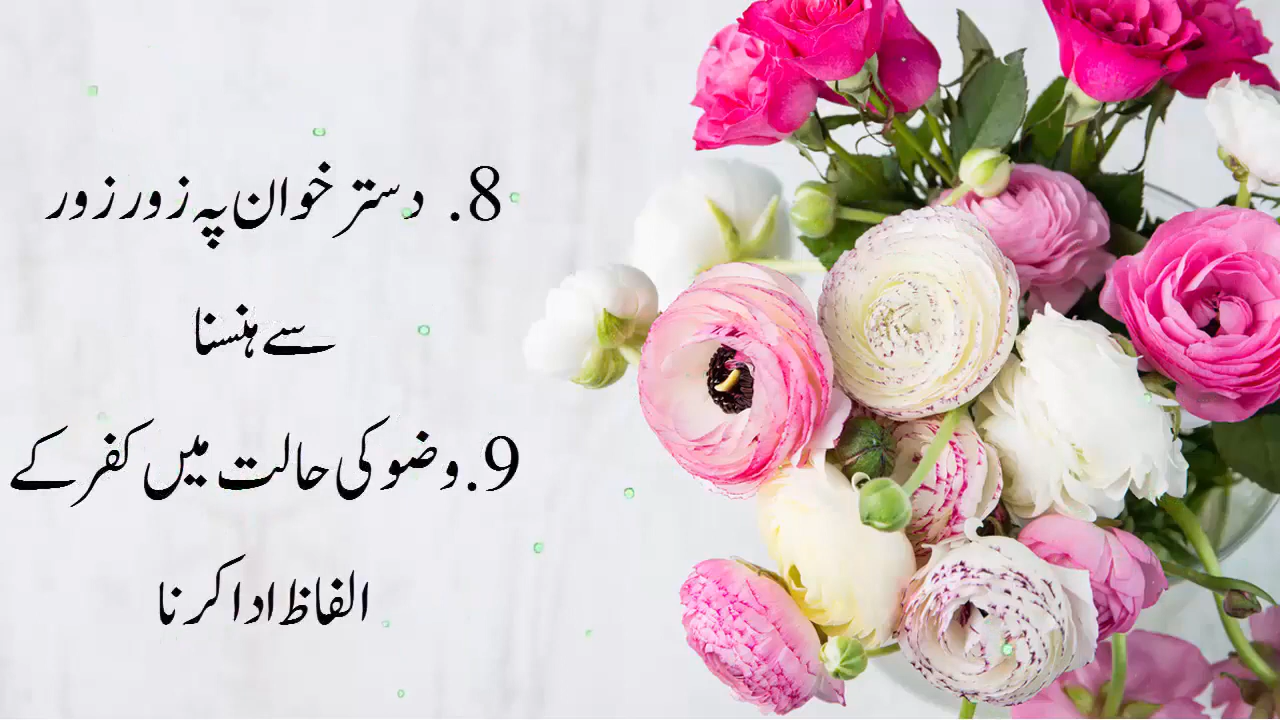 8. دستر خوان پہ زور زور
سے ہنسنا
9. وضو کی حالت میں کفر کے
الفاظ ادا کرنا